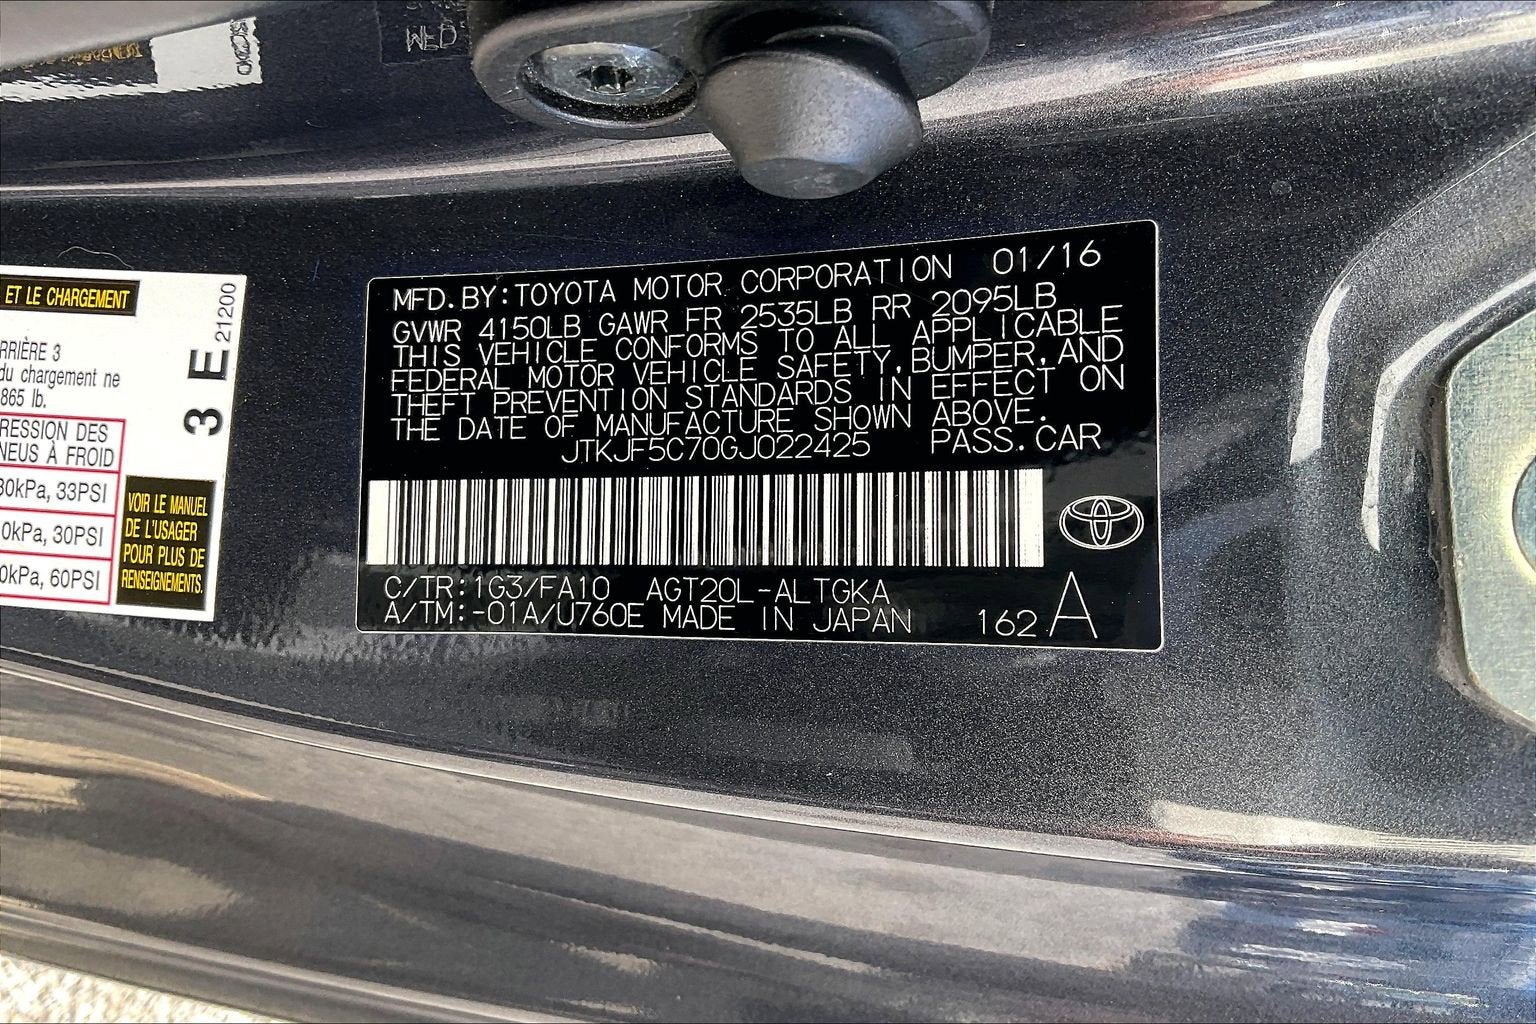 WED
ET LE CHARGEMENT
RRIÈRE 3
du chargement ne
865 lb.
RESSION DES
NEUS À FROID
30kPa, 33PSI
0kPa, 30PSI
0kPa, 60PSI
VOIR LE MANUEL
DE L'USAGER
POUR PLUS DE
RENSEIGNEMENTS.
3 E 21200
MFD.BY:TOYOTA MOTOR CORPORATION 01/16
GVWR 4150LB GAWR FR 2535LB RR 2095LB
THIS VEHICLE CONFORMS TO ALL APPLICABLE
FEDERAL MOTOR VEHICLE SAFETY,BUMPER,AND
THEFT PREVENTION STANDARDS IN EFFECT ON
THE DATE OF MANUFACTURE SHOWN ABOVE.
JTKJF5C70GJ022425 PASS.CAR
C/TR:1G3/FA10 AGT20L-ALTGKA
A/TM:-01A/U760E MADE IN JAPAN 162 A